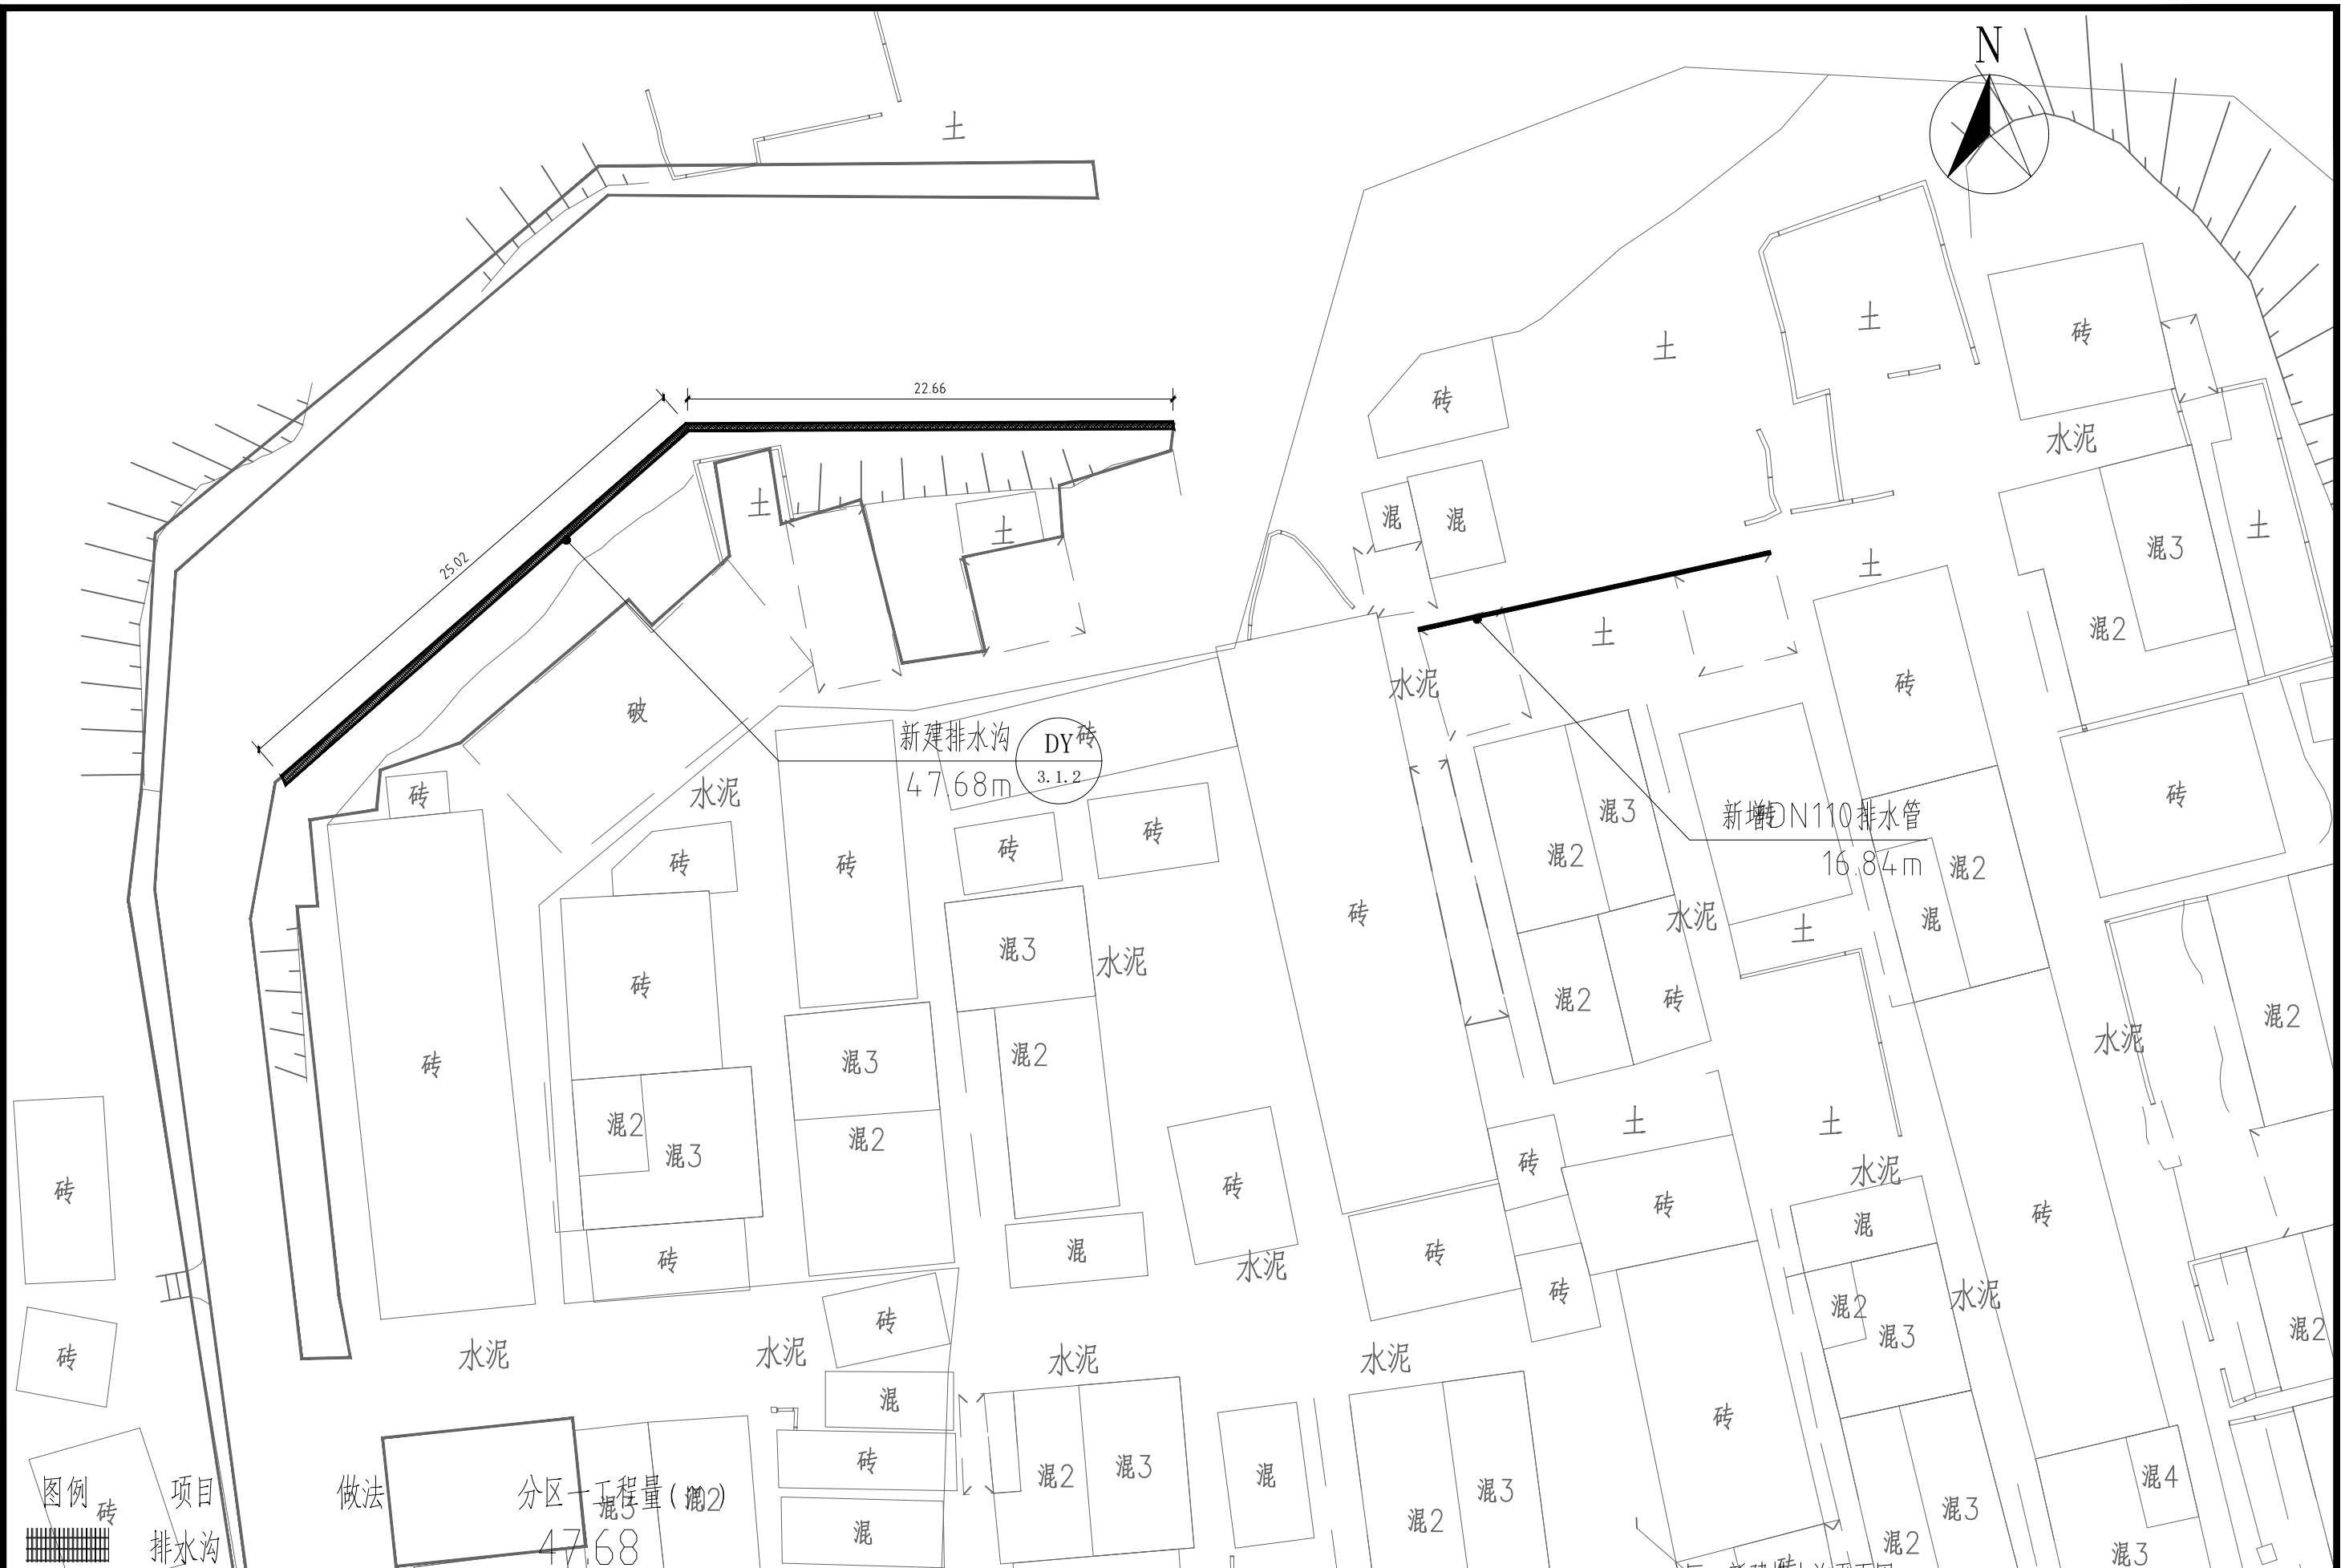 N
土
22.66
25.02
土
土
砖
砖
水泥
混
混
混3
土
土
土
土
土
混2
水泥
砖
破
新建排水沟
DY
3.1.2
砖
47.68m
水泥
砖
砖
砖
砖
砖
砖
混3
混2
新增DN110排水管
砖
16.84m
混2
混
砖
砖
水泥
土
混3
水泥
砖
混2
砖
砖
混3
混2
水泥
混2
混2
混3
混2
土
土
砖
水泥
砖
砖
砖
砖
混
砖
混
水泥
砖
砖
混2
混3
水泥
砖
砖
水泥
水泥
水泥
水泥
混2
混
砖
混2
混3
混
混2
混3
砖
混4
图例
项目
做法
分区一工程量(m)
砖
混3
混2
排水沟
47.68
混
混2
混3
混3